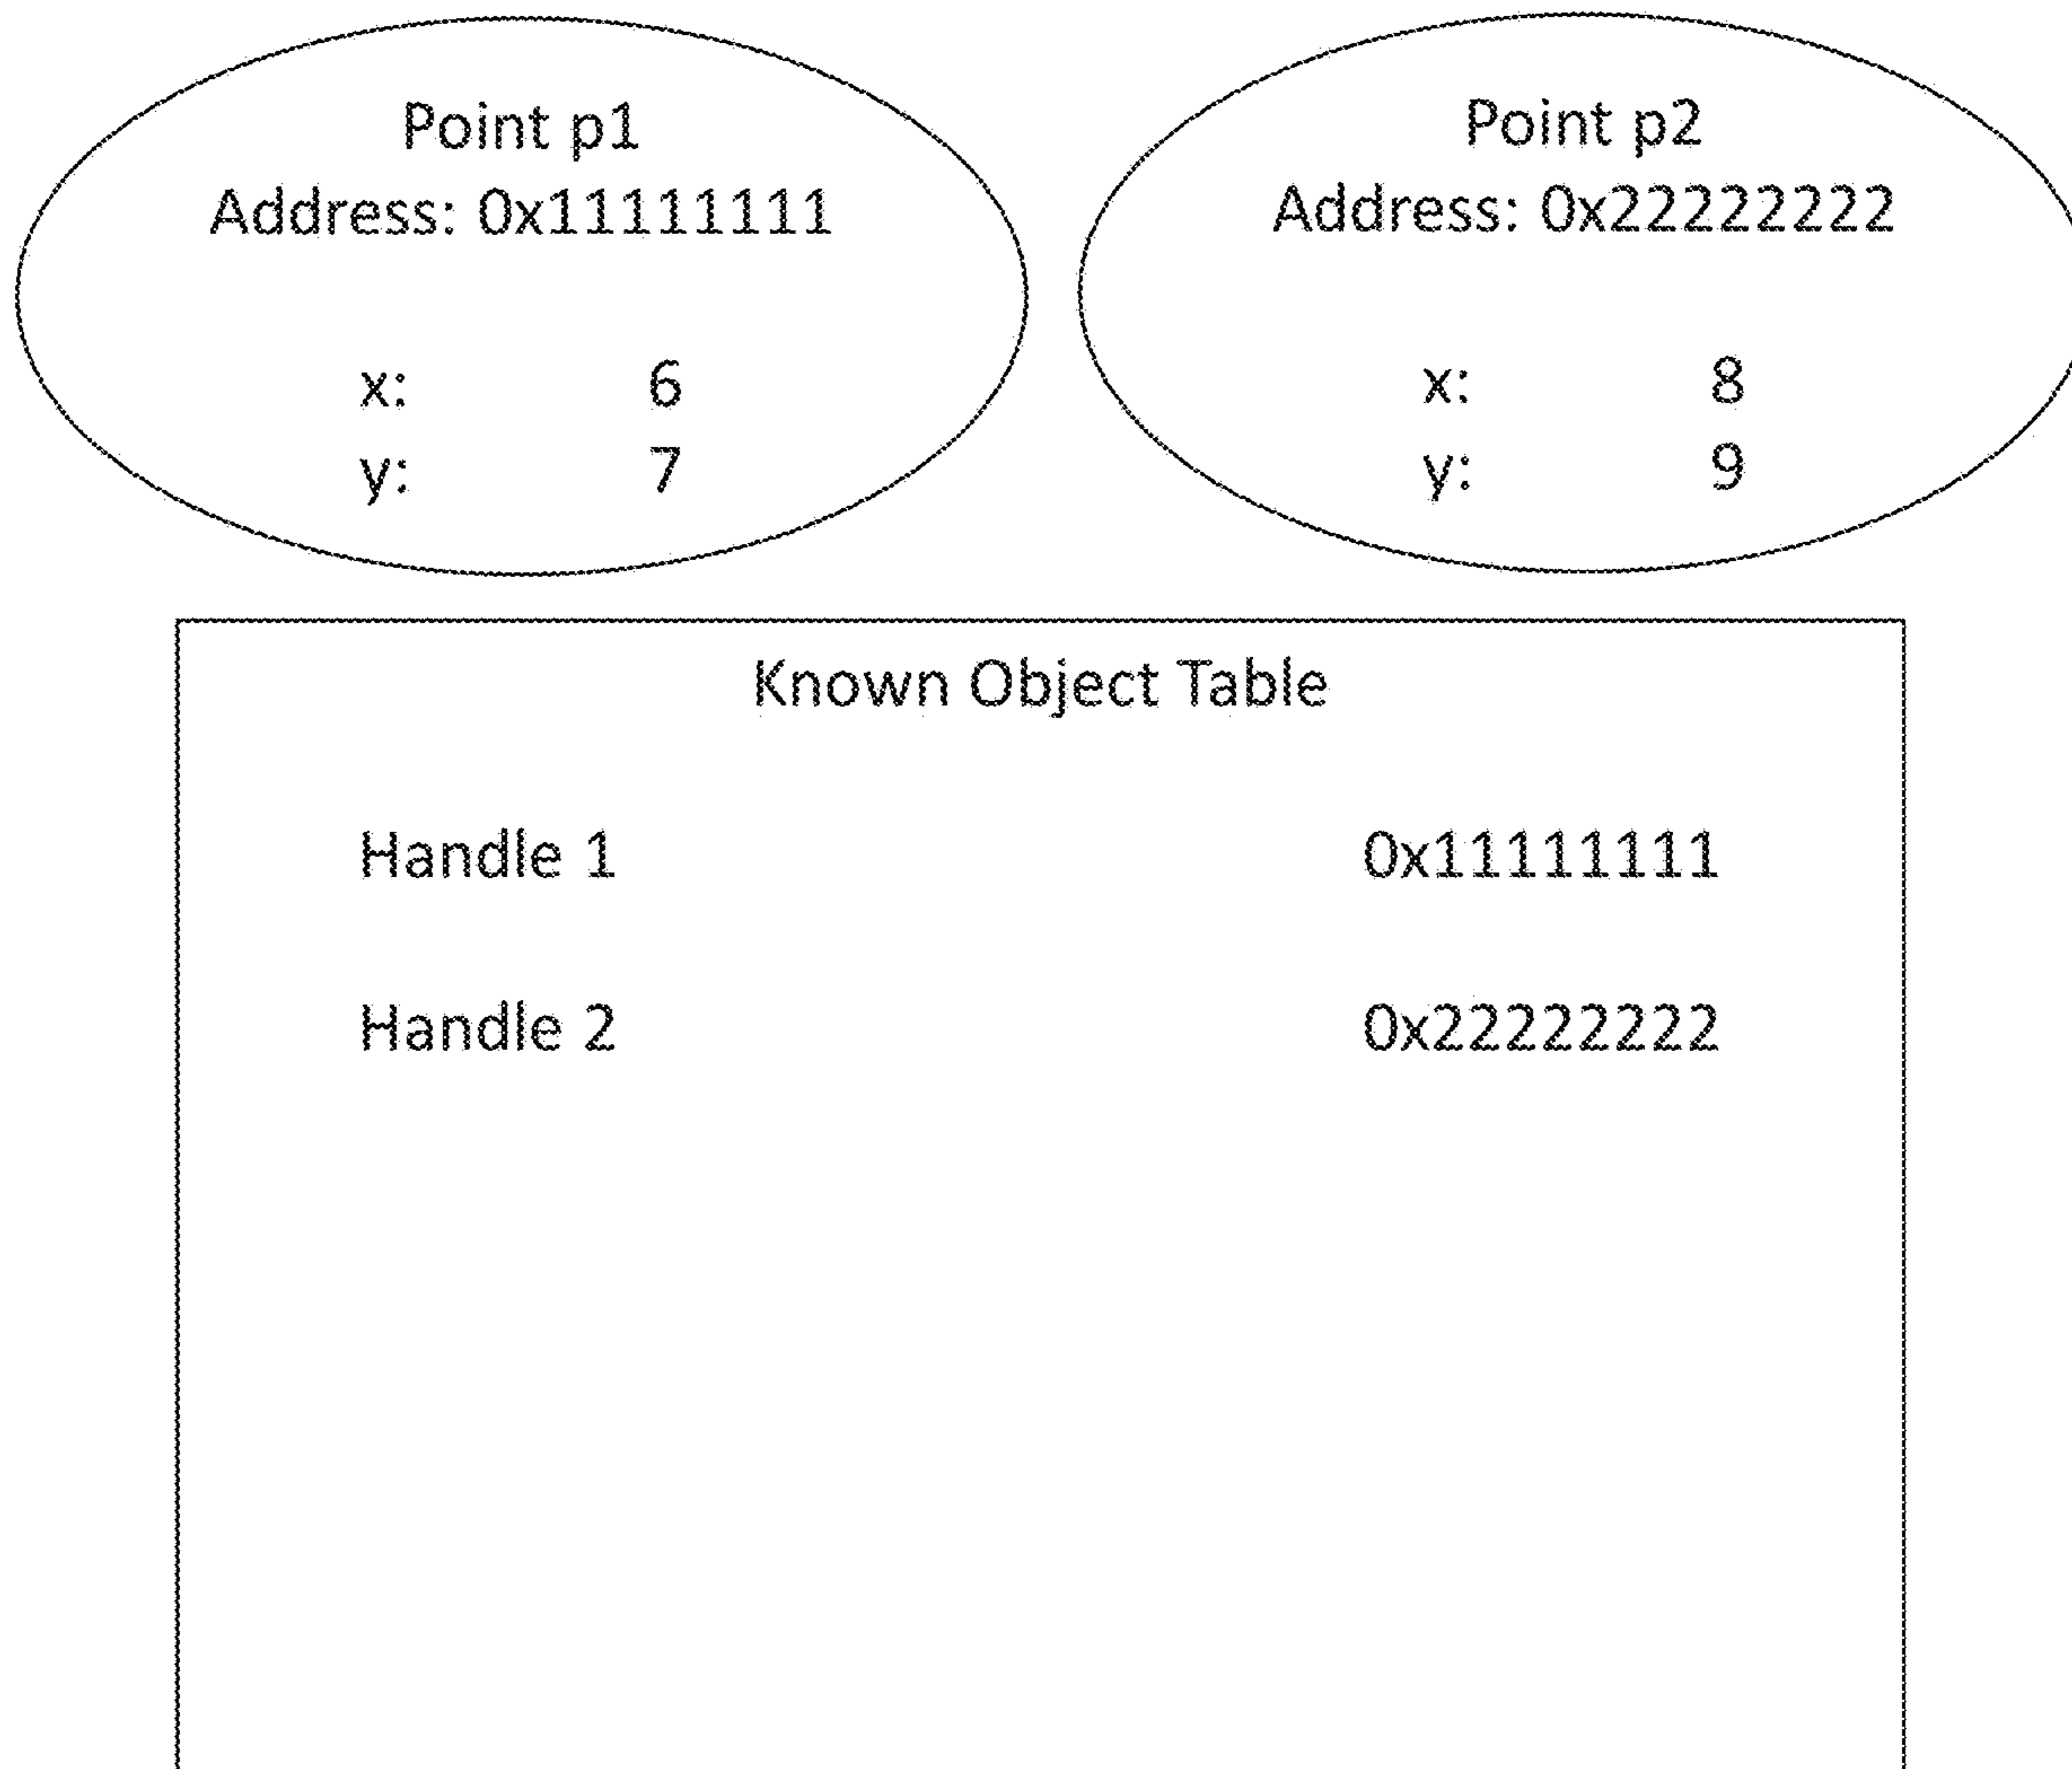 Point p1
Address: 0x11111111
x: 6
y: 7
Point p2
Address: 0x22222222
x: 8
y: 9
Known Object Table
Handle 1 0x11111111
Handle 2 0x22222222